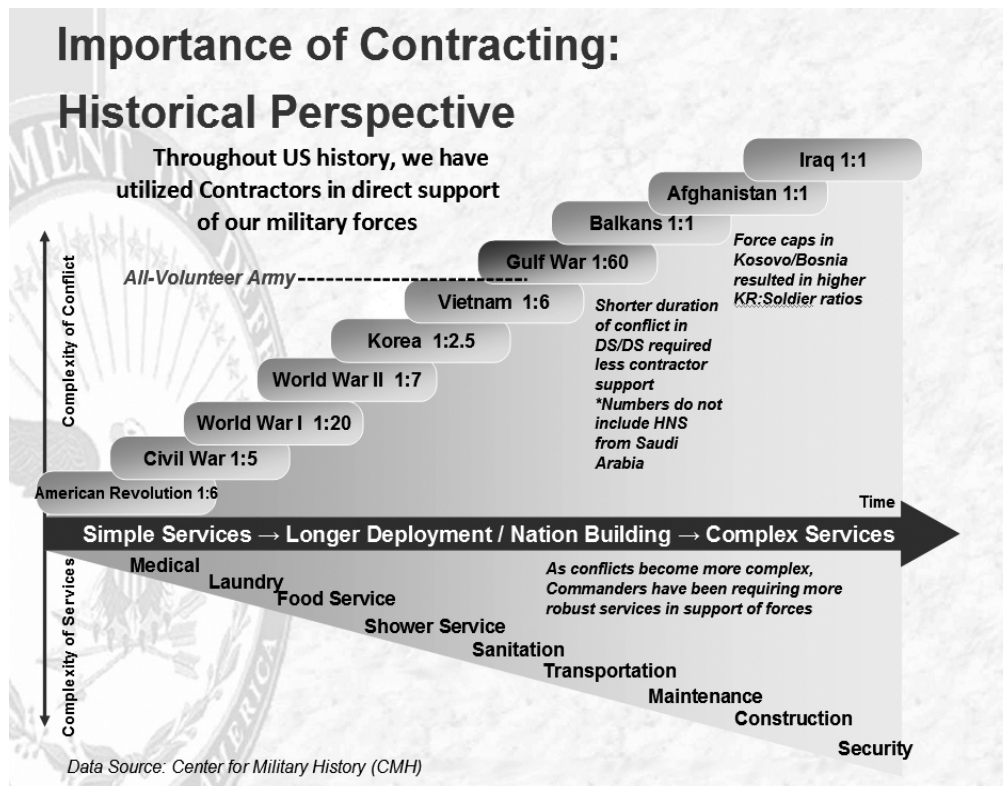 Importance of Contracting:
Historical Perspective
Throughout US history, we have
utilized Contractors in direct support
of our military forces
Iraq 1:1
Afghanistan 1:1
Balkans 1:1
Gulf War 1:60
All-Volunteer Army
Vietnam 1:6
Korea 1:2.5
World War II 1:7
World War I 1:20
Civil War 1:5
American Revolution 1:6
Force caps in
Kosovo/Bosnia
resulted in higher
KR:Soldier ratios
Shorter duration
of conflict in
DS/DS required
less contractor
support
*Numbers do not
include HNS
from Saudi
Arabia
Complexity of Conflict
Time
Simple Services → Longer Deployment / Nation Building → Complex Services
Complexity of Services
Medical
Laundry
Food Service
Shower Service
Sanitation
Transportation
Maintenance
Construction
Security
As conflicts become more complex,
Commanders have been requiring more
robust services in support of forces
Data Source: Center for Military History (CMH)